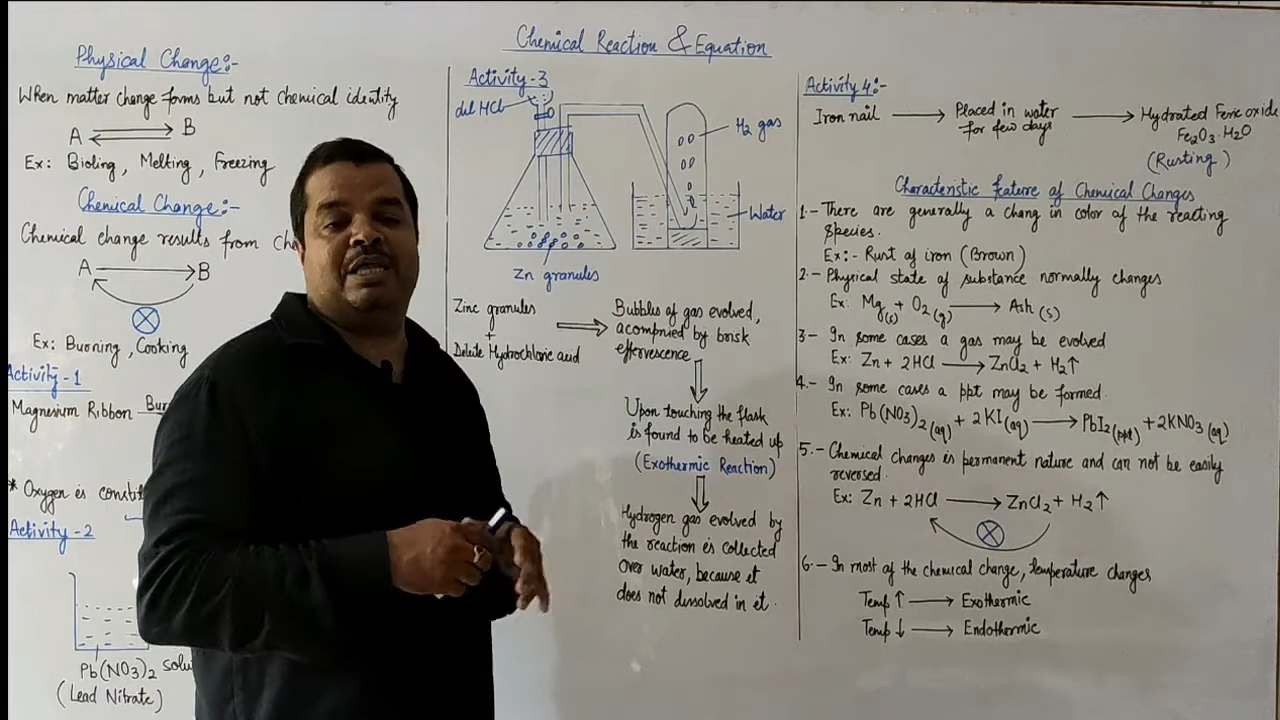 Chemical Reaction & Equation
Physical Change:-
When matter change forms but not chemical identity
A B
Ex: Bioling, Melting, Freezing
Chemical Change:-
Chemical change results from
A B
Ex: Burning, Cooking
Activity-1
Magnesium Ribbon
* Oxygen is
Activity-2
Pb(NO3)2
(Lead Nitrate)
Activity-3
dil HCl
H2 gas
Water
Zn granules
Zinc granules
+
Delute Hydrochloric acid
Bubbles of gas evolved,
acompnied by brisk
effervescence
Upon touching the flask
is found to be heated up
(Exothermic Reaction)
Hydrogen gas evolved by
the reaction is collected
over water, because it
does not dissolved in it.
Activity 4:-
Iron nail → Placed in water → Hydrated Feric oxide
for few days Fe2O3·H2O
(Rusting)
Characteristic feature of Chemical Changes
1.- There are generally a chang in color of the reacting
species.
Ex:- Rust of iron (Brown)
2.- Physical state of substance normally changes
Ex: Mg(s) + O2(g) → Ash(s)
3- In some cases a gas may be evolved
Ex: Zn + 2HCl → ZnCl2 + H2↑
4.- In some cases a ppt may be formed.
Ex: Pb(NO3)2(aq) + 2KI(aq) → PbI2(ppt) + 2KNO3(aq)
5.- Chemical changes is permanent nature and can not be easily
reversed.
Ex: Zn + 2HCl → ZnCl2 + H2↑
6.- In most of the chemical change, temperature changes
Temp ↑ → Exothermic
Temp ↓ → Endothermic